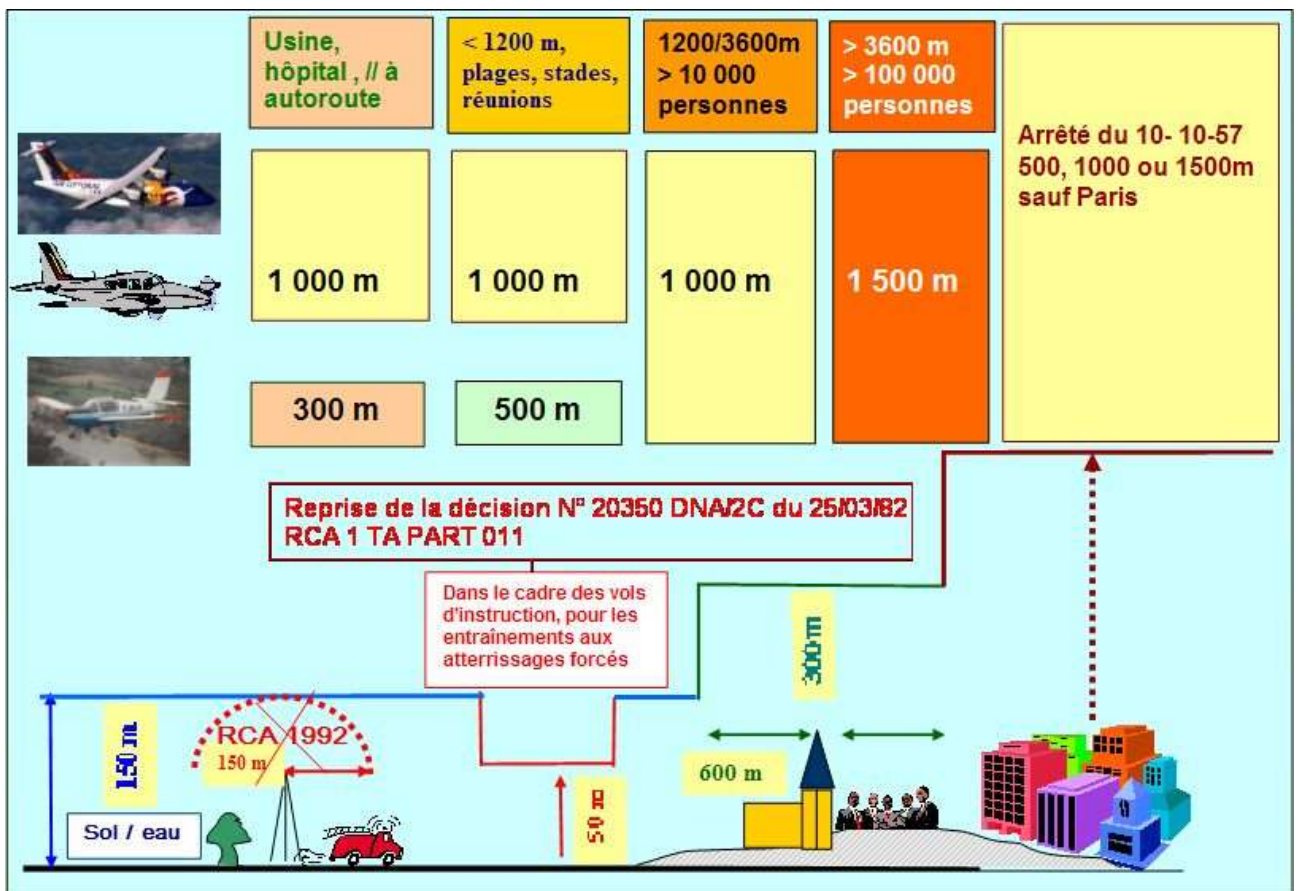 Usine,
hôpital , // à
autoroute
< 1200 m,
plages, stades,
réunions
1200/3600m
> 10 000
personnes
> 3600 m
> 100 000
personnes
Arrêté du 10- 10-57
500, 1000 ou 1500m
sauf Paris
1 000 m
1 000 m
1 000 m
1 500 m
300 m
500 m
Reprise de la décision N° 20350 DNA/2C du 25/03/82
RCA 1 TA PART 011
Dans le cadre des vols
d'instruction, pour les
entraînements aux
atterrissages forcés
300 m
150 m
RCA 1992
150 m
600 m
50 m
Sol / eau